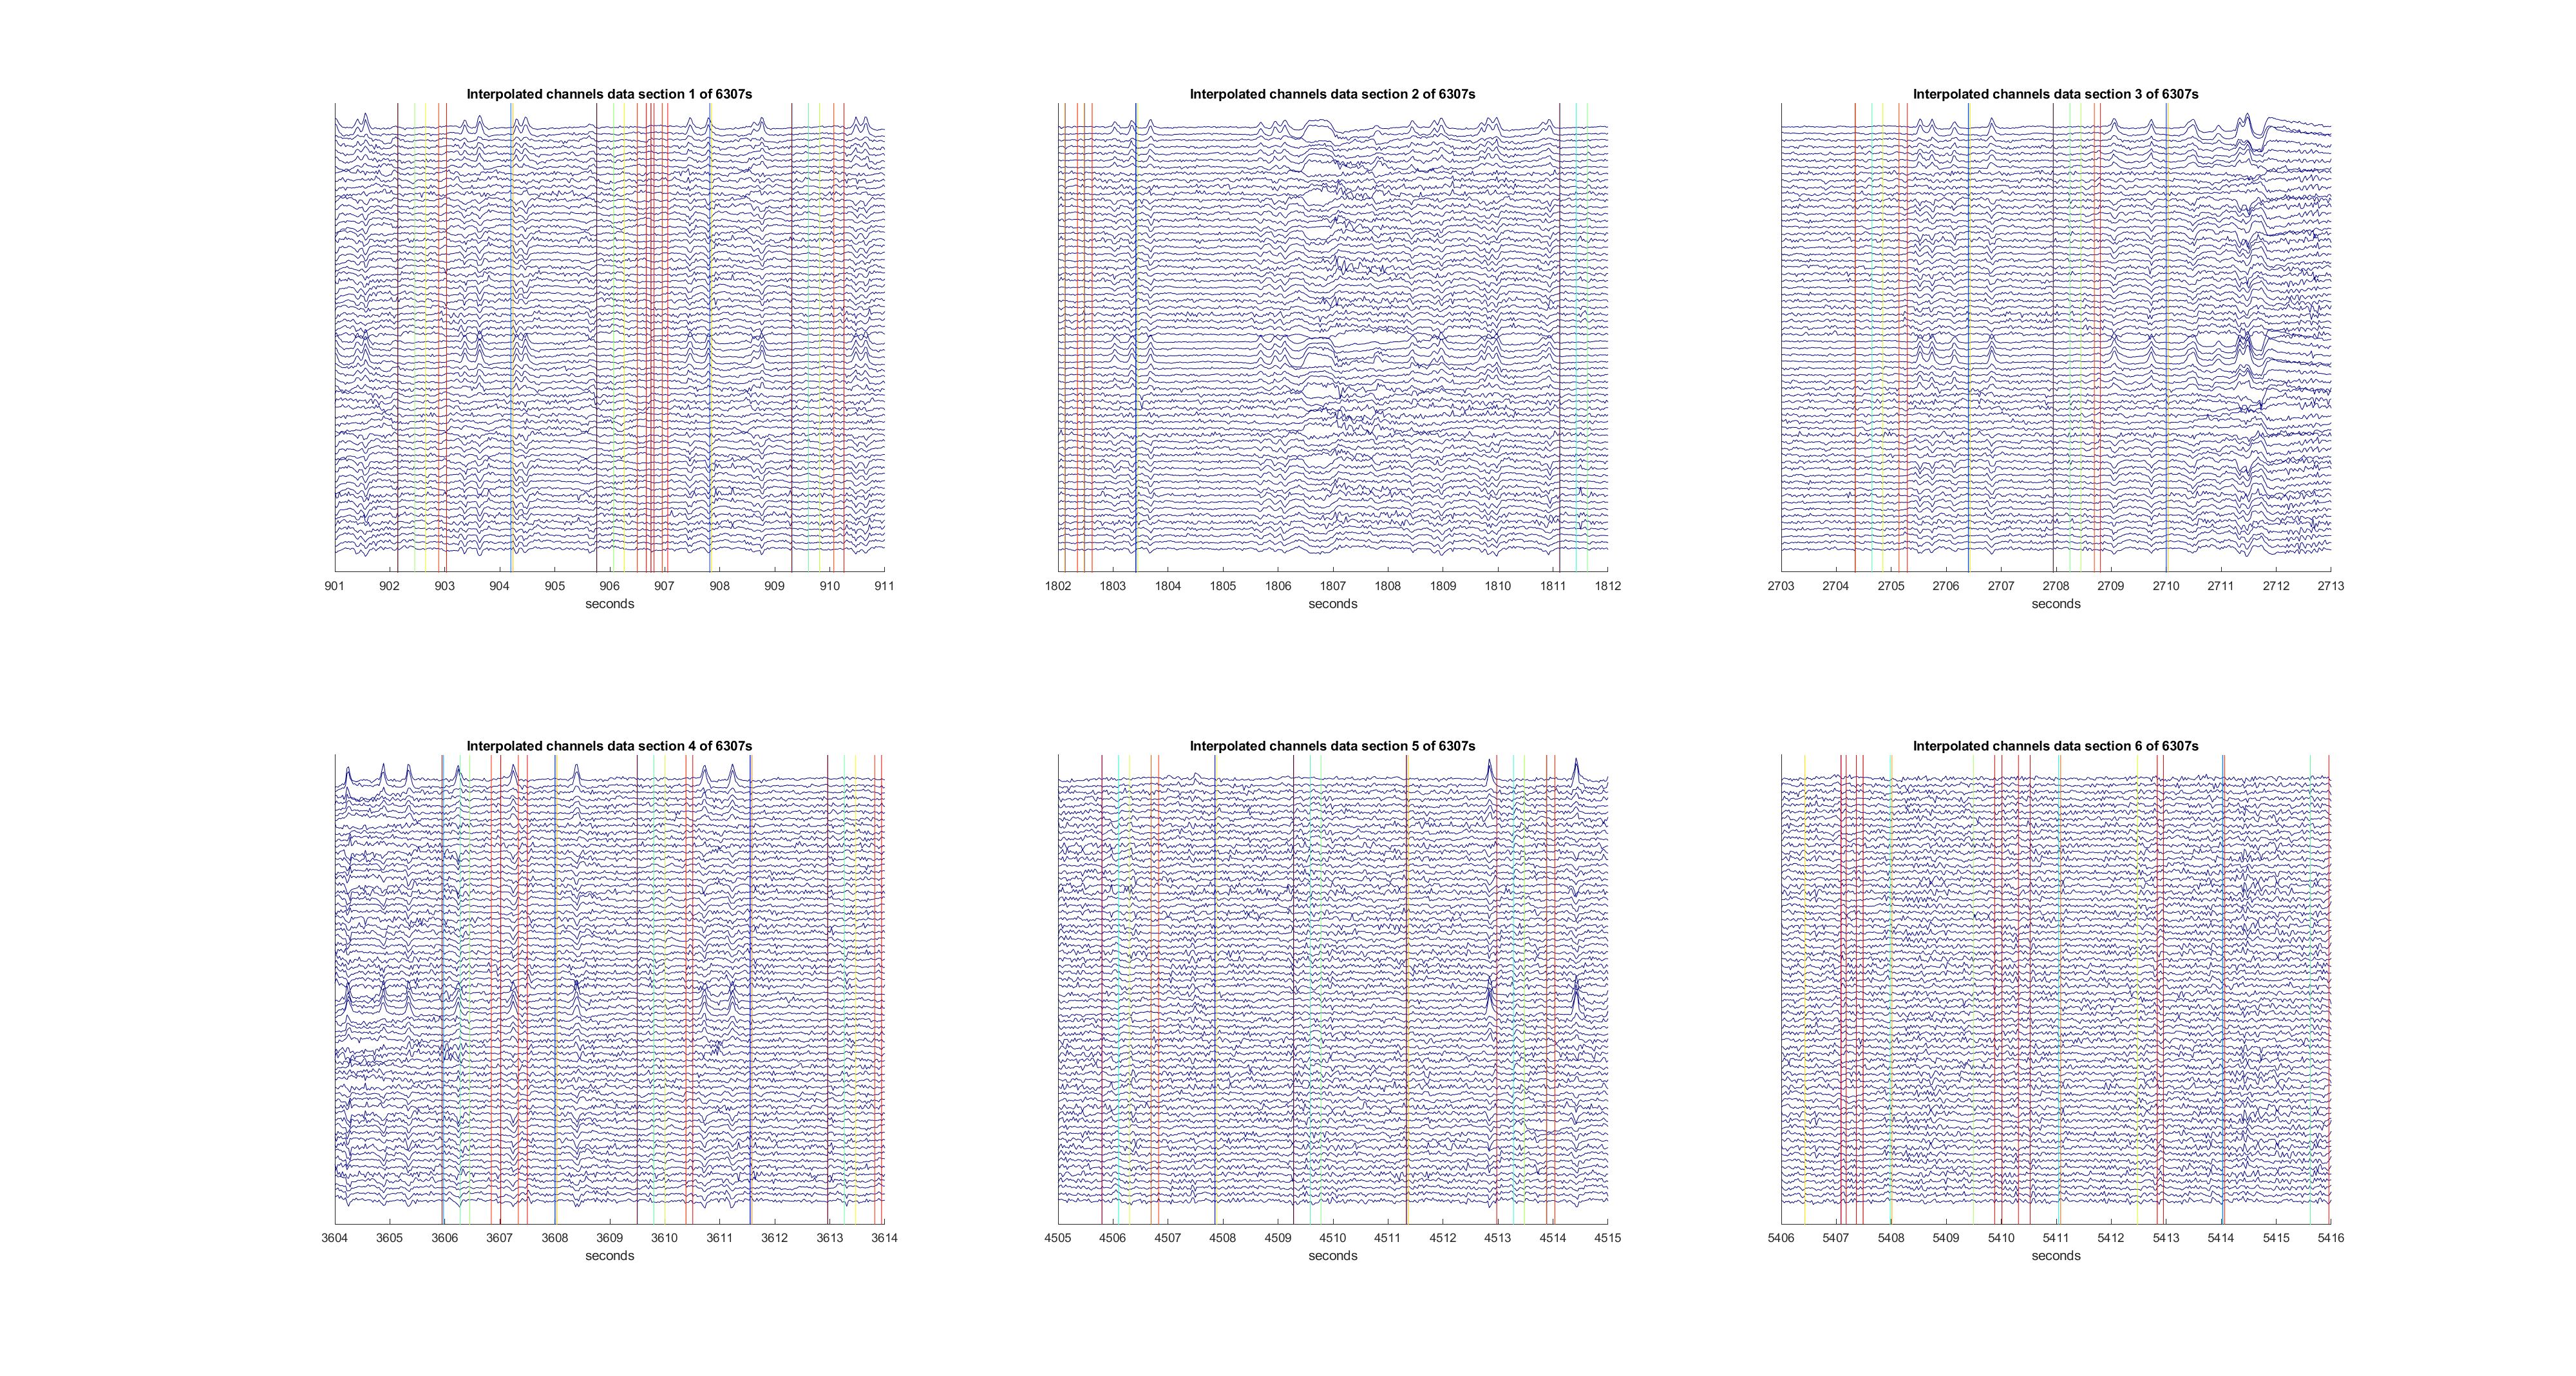 Interpolated channels data section 1 of 6307s
901 902 903 904 905 906 907 908 909 910 911
seconds
Interpolated channels data section 2 of 6307s
1802 1803 1804 1805 1806 1807 1808 1809 1810 1811 1812
seconds
Interpolated channels data section 3 of 6307s
2703 2704 2705 2706 2707 2708 2709 2710 2711 2712 2713
seconds
Interpolated channels data section 4 of 6307s
3604 3605 3606 3607 3608 3609 3610 3611 3612 3613 3614
seconds
Interpolated channels data section 5 of 6307s
4505 4506 4507 4508 4509 4510 4511 4512 4513 4514 4515
seconds
Interpolated channels data section 6 of 6307s
5406 5407 5408 5409 5410 5411 5412 5413 5414 5415 5416
seconds